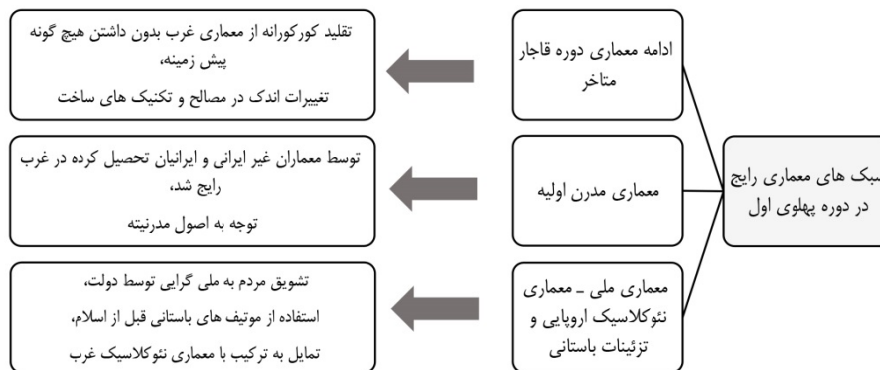 سبک های معماری رایج
در دوره پهلوی اول
ادامه معماری دوره قاجار
متاخر
تقلید کورکورانه از معماری غرب بدون داشتن هیچ گونه
پیش زمینه،
تغییرات اندک در مصالح و تکنیک های ساخت
معماری مدرن اولیه
توسط معماران غیر ایرانی و ایرانیان تحصیل کرده در غرب
رایج شد،
توجه به اصول مدرنیته
معماری ملی – معماری
نئوکلاسیک اروپایی و
تزئینات باستانی
تشویق مردم به ملی گرایی توسط دولت،
استفاده از موتیف های باستانی قبل از اسلام،
تمایل به ترکیب با معماری نئوکلاسیک غرب